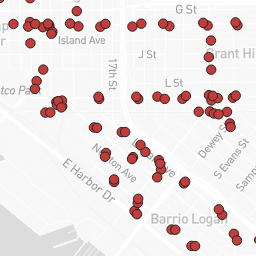 G St
Island Ave
17th St
J St
Grant Hi
L St
tco Pa
Dewey St
S Evans St
Newton Ave
E Harbor Dr
Barrio Logan